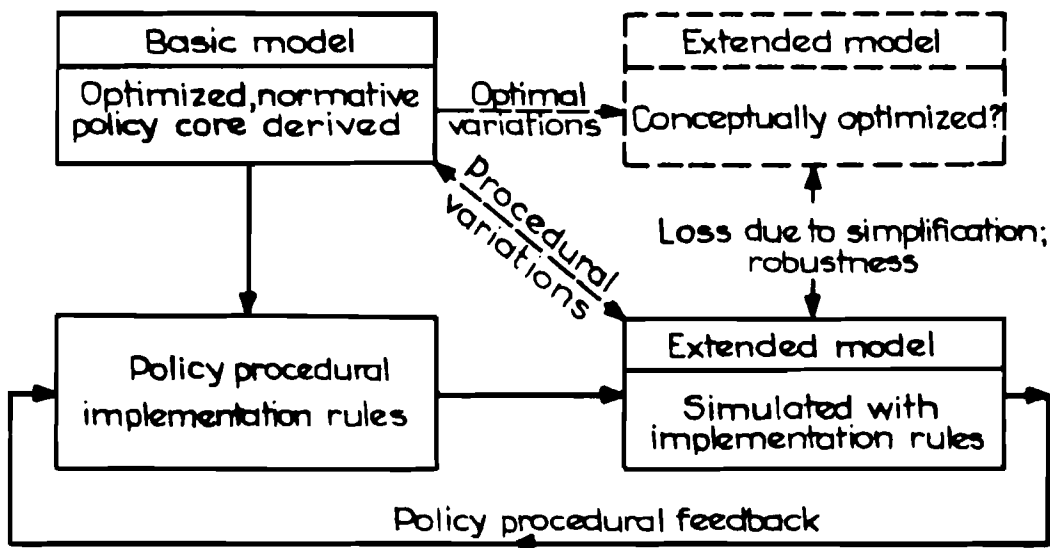 Basic model
Optimized, normative
policy core derived
Optimal
variations
Extended model
Conceptually optimized?
procedural
variations
Loss due to simplification;
robustness
Policy procedural
implementation rules
Extended model
Simulated with
implementation rules
Policy procedural feedback